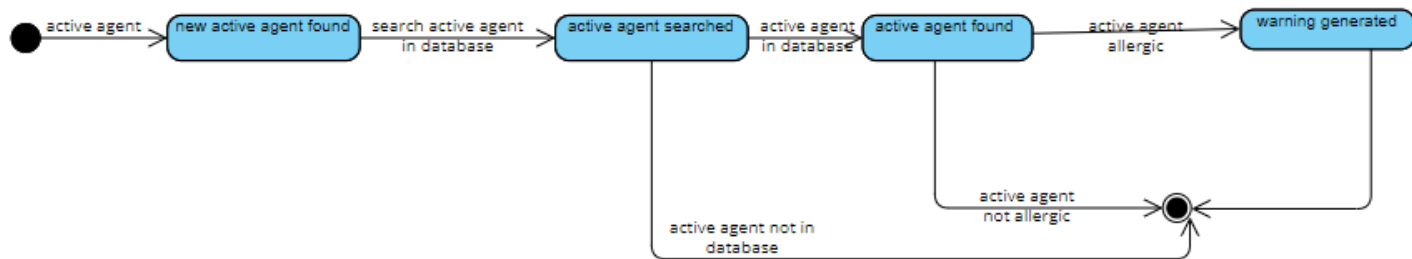 active agent
new active agent found
search active agent
in database
active agent searched
active agent
in database
active agent found
active agent
allergic
warning generated
active agent
not allergic
active agent not in
database